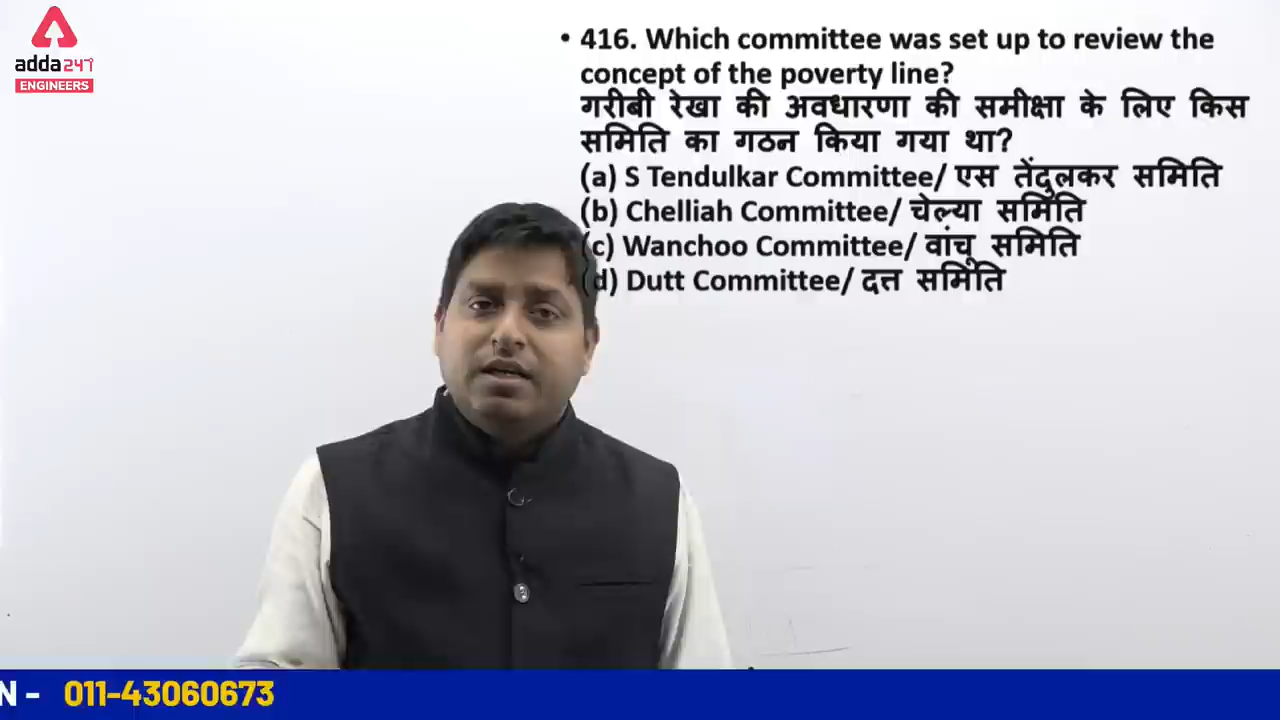 adda247
ENGINEERS
• 416. Which committee was set up to review the
concept of the poverty line?
गरीबी रेखा की अवधारणा की समीक्षा के लिए किस
समिति का गठन किया गया था?
(a) S Tendulkar Committee/ एस तेंदुलकर समिति
(b) Chelliah Committee/ चेल्या समिति
(c) Wanchoo Committee/ वांचू समिति
(d) Dutt Committee/ दत्त समिति
N - 011-43060673